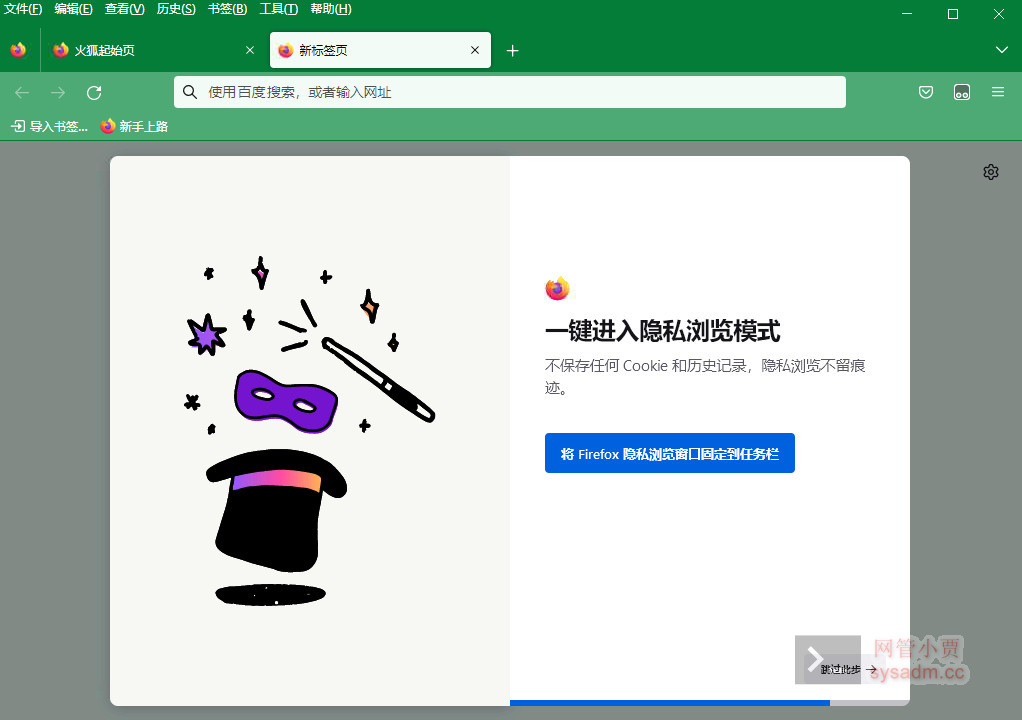 文件(F) 编辑(E) 查看(V) 历史(S) 书签(B) 工具(T) 帮助(H)
火狐起始页 新标签页
使用百度搜索，或者输入网址
导入书签... 新手上路
一键进入隐私浏览模式
不保存任何 Cookie 和历史记录，隐私浏览不留痕
迹。
将 Firefox 隐私浏览窗口固定到任务栏
网管小贾
跳过此步 →
sysadm.cc